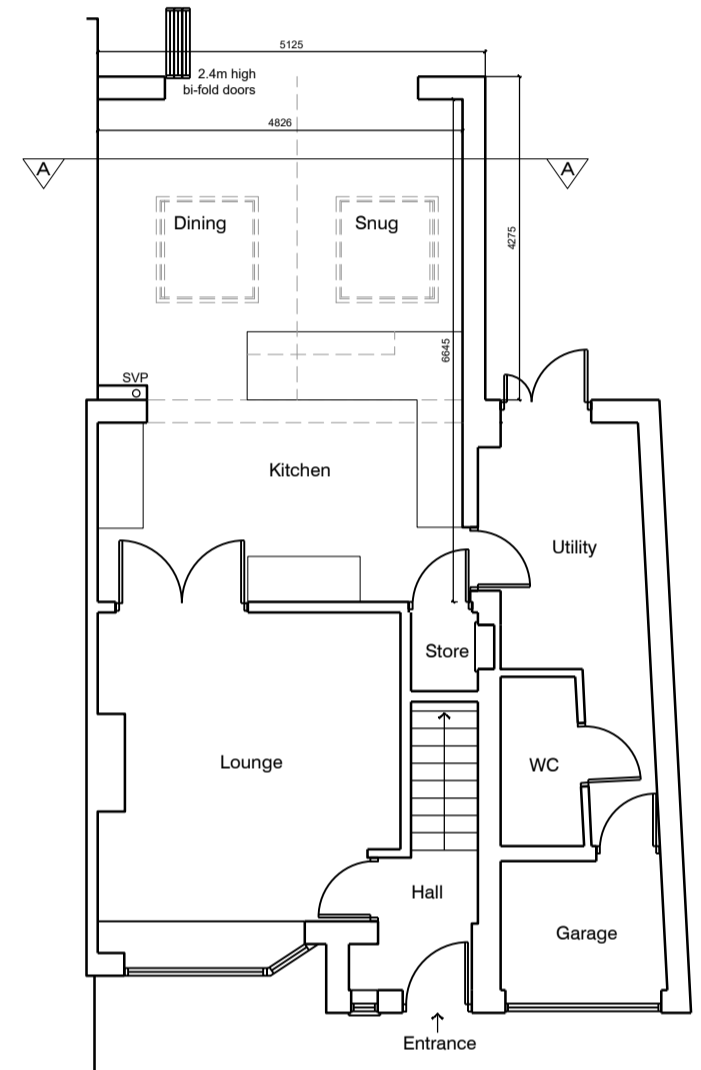 5125
2.4m high
bi-fold doors
4826
A
A
Dining
Snug
4275
6645
SVP
Kitchen
Utility
Store
Lounge
WC
Hall
Garage
Entrance